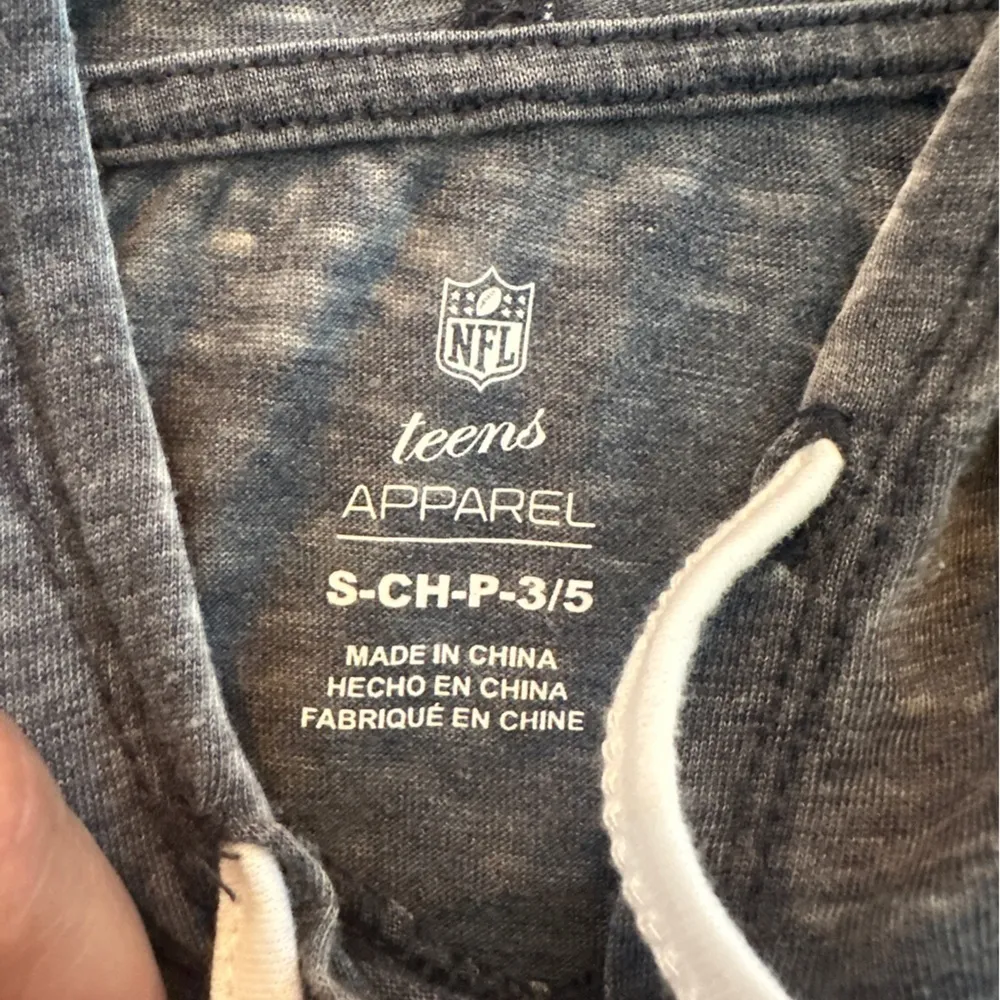 NFL
teens
APPAREL
S-CH-P-3/5
MADE IN CHINA
HECHO EN CHINA
FABRIQUÉ EN CHINE